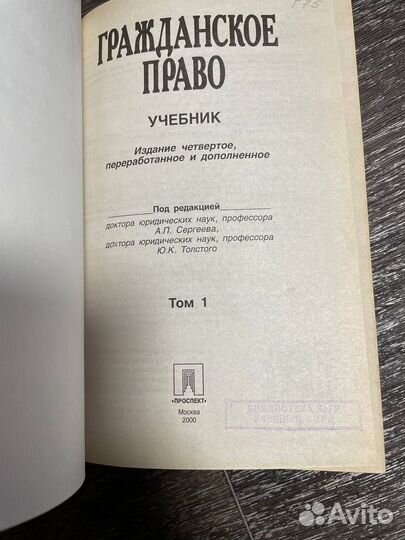 ГРАЖДАНСКОЕ
ПРАВО
УЧЕБНИК
Издание четвертое,
переработанное и дополненное
Под редакцией
доктора юридических наук, профессора
А.П. Сергеева,
доктора юридических наук, профессора
Ю.К. Толстого
Том 1
•ПРОСПЕКТ•
Москва
2000
Avito